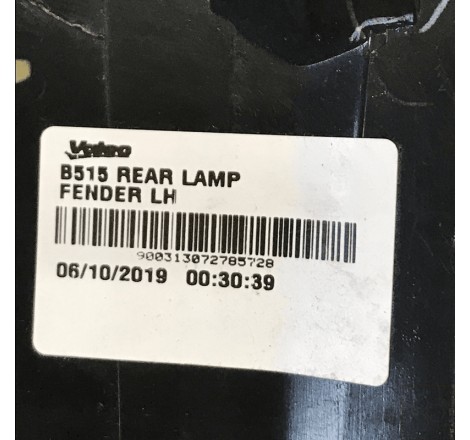 Valeo
B515 REAR LAMP
FENDER LH
900313072785728
06/10/2019 00:30:39